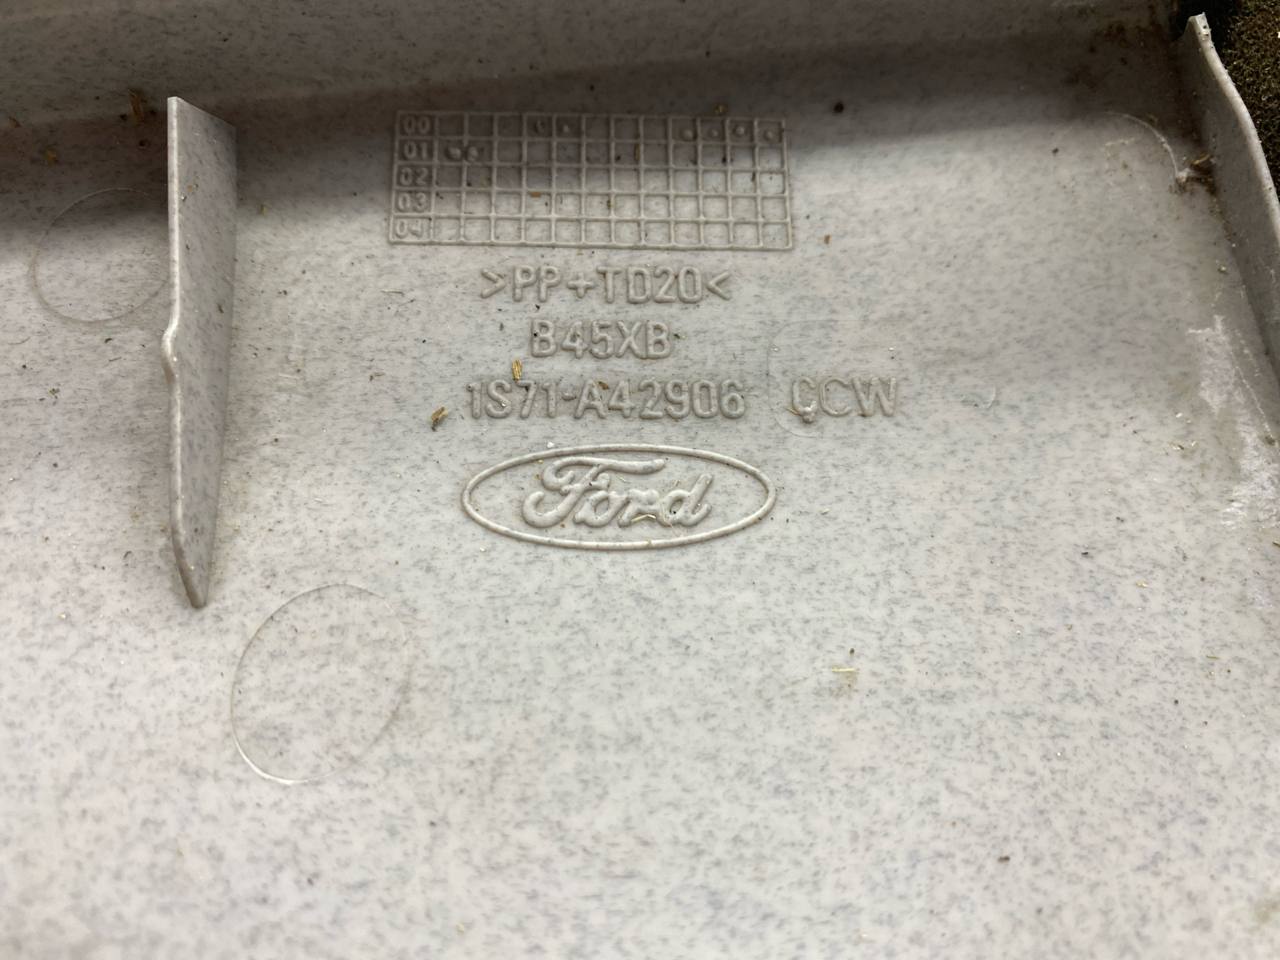 00
01
02
03
04
>PP+TD20<
B45XB
1S71-A42906 CCW
Ford